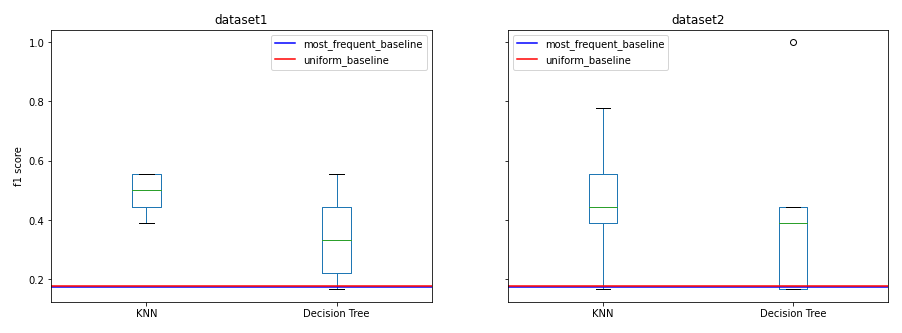 dataset1
dataset2
most_frequent_baseline
uniform_baseline
most_frequent_baseline
uniform_baseline
1.0
0.8
0.6
0.4
0.2
f1 score
KNN
Decision Tree
KNN
Decision Tree